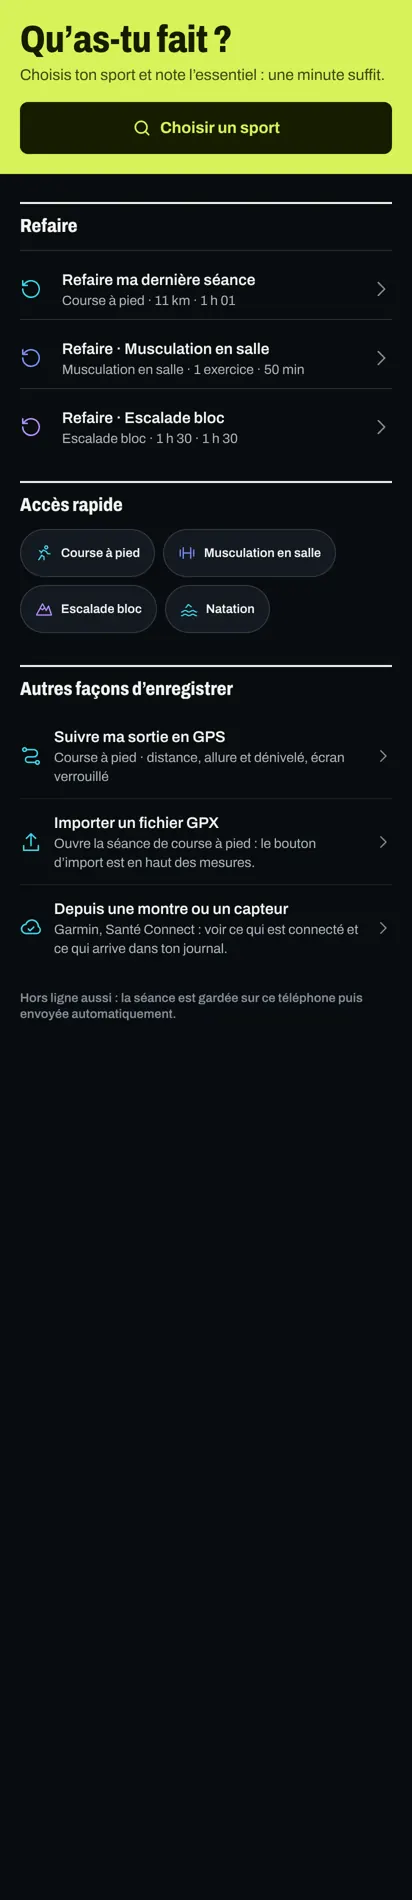 Qu’as-tu fait ?
Choisis ton sport et note l’essentiel : une minute suffit.
Choisir un sport
Refaire
Refaire ma dernière séance
Course à pied · 11 km · 1 h 01
Refaire · Musculation en salle
Musculation en salle · 1 exercice · 50 min
Refaire · Escalade bloc
Escalade bloc · 1 h 30 · 1 h 30
Accès rapide
Course à pied
Musculation en salle
Escalade bloc
Natation
Autres façons d’enregistrer
Suivre ma sortie en GPS
Course à pied · distance, allure et dénivelé, écran
verrouillé
Importer un fichier GPX
Ouvre la séance de course à pied : le bouton
d’import est en haut des mesures.
Depuis une montre ou un capteur
Garmin, Santé Connect : voir ce qui est connecté et
ce qui arrive dans ton journal.
Hors ligne aussi : la séance est gardée sur ce téléphone puis
envoyée automatiquement.